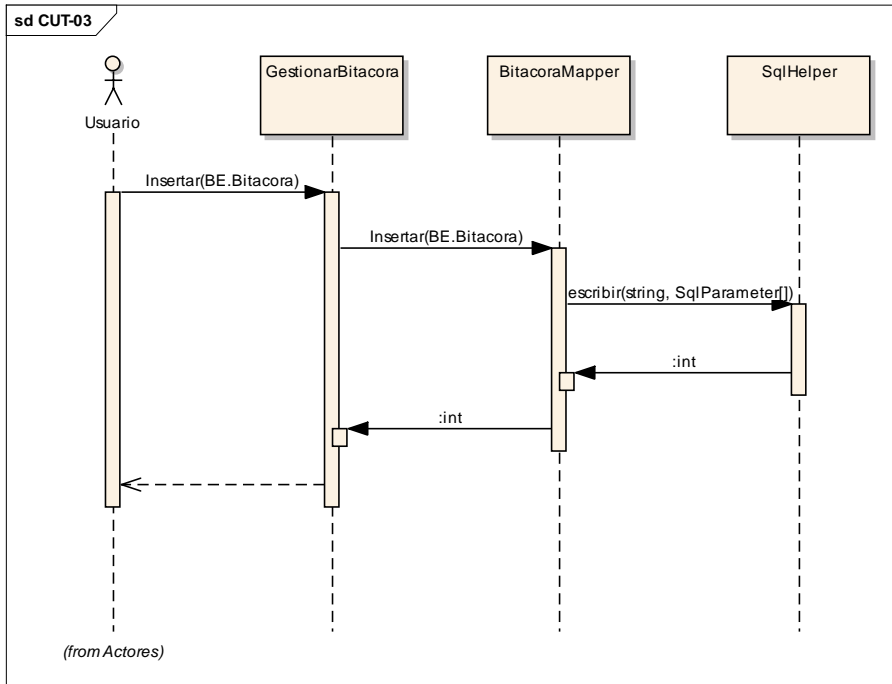 sd CUT-03
Usuario
GestionarBitacora
BitacoraMapper
SqlHelper
Insertar(BE.Bitacora)
Insertar(BE.Bitacora)
escribir(string, SqlParameter[])
:int
:int
(from Actores)